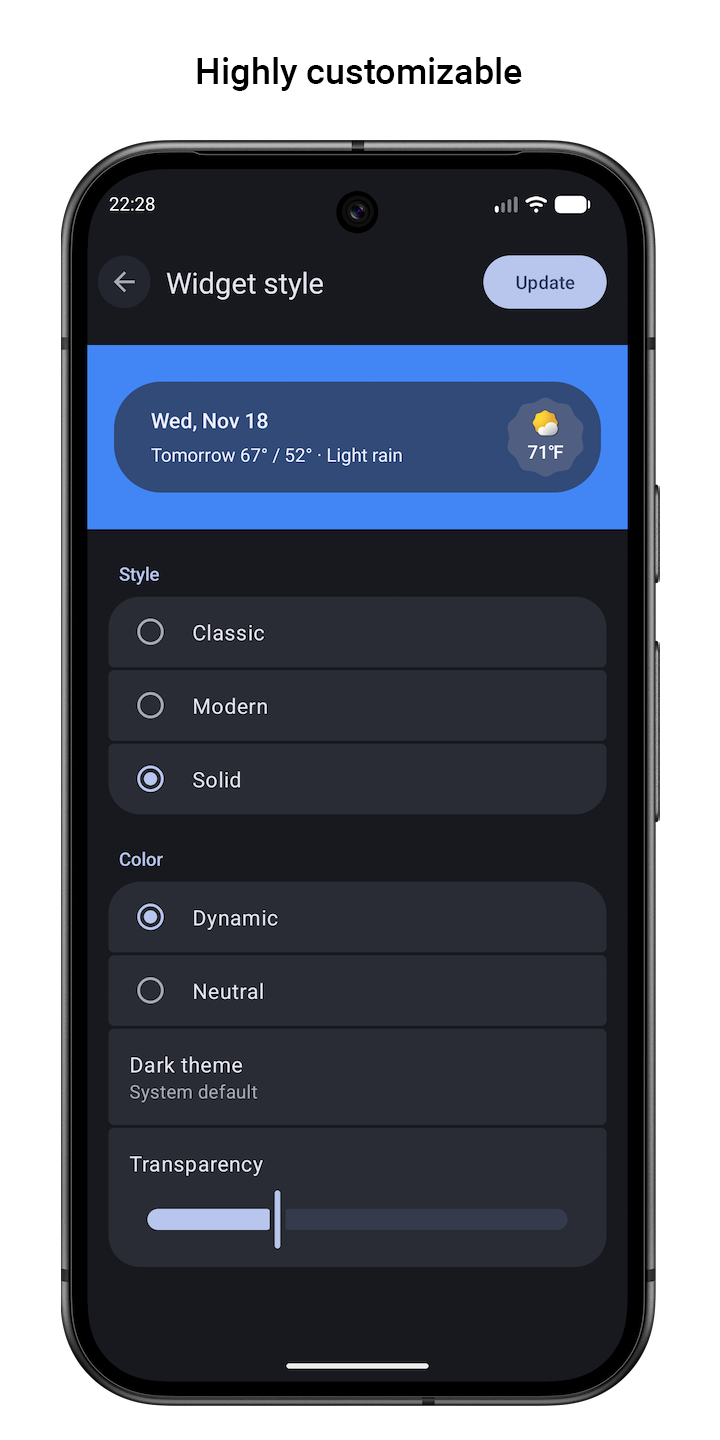 Highly customizable
22:28
Widget style
Update
Wed, Nov 18
Tomorrow 67° / 52° · Light rain
71°F
Style
Classic
Modern
Solid
Color
Dynamic
Neutral
Dark theme
System default
Transparency